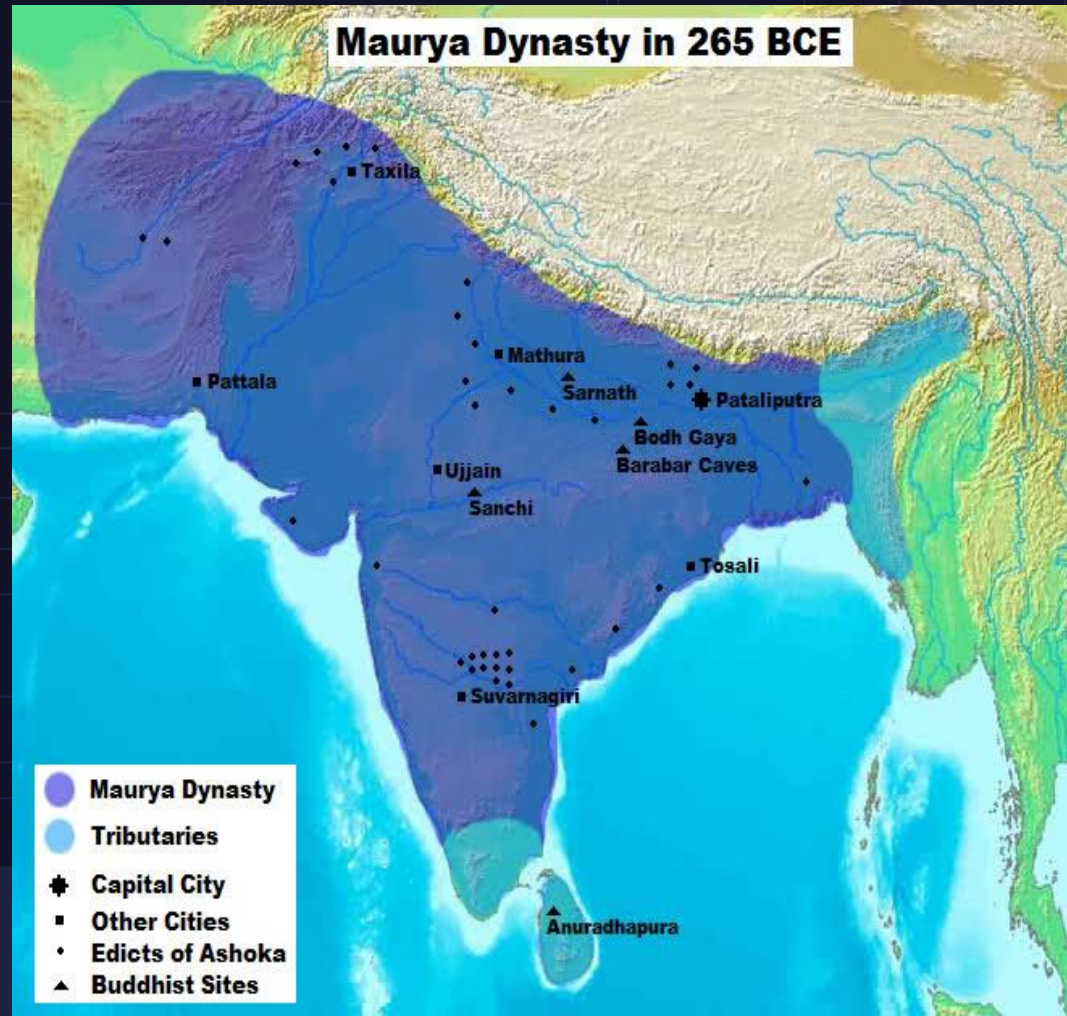 Maurya Dynasty in 265 BCE
Taxila
Mathura
Pattala
Sarnath
Pataliputra
Bodh Gaya
Barabar Caves
Ujjain
Sanchi
Tosali
Suvarnagiri
Anuradhapura
Maurya Dynasty
Tributaries
Capital City
Other Cities
Edicts of Ashoka
Buddhist Sites